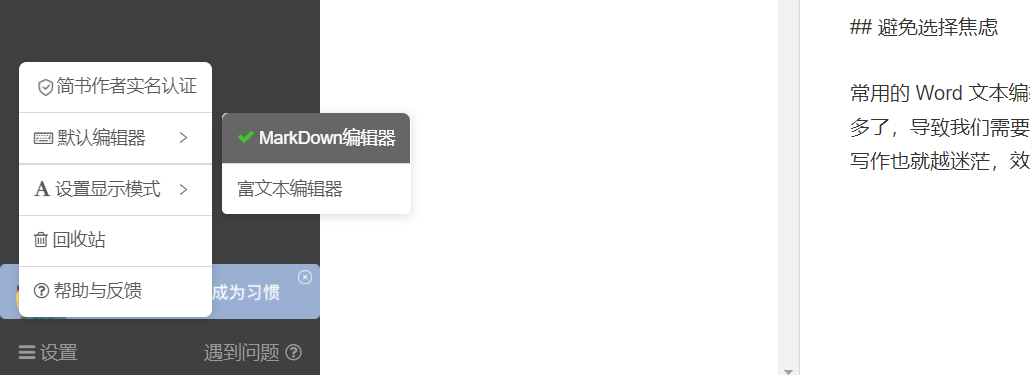 简书作者实名认证
默认编辑器
设置显示模式
回收站
帮助与反馈
MarkDown编辑器
富文本编辑器
成为习惯
设置
遇到问题
## 避免选择焦虑
常用的 Word 文本编
多了，导致我们需要
写作也就越迷茫，效